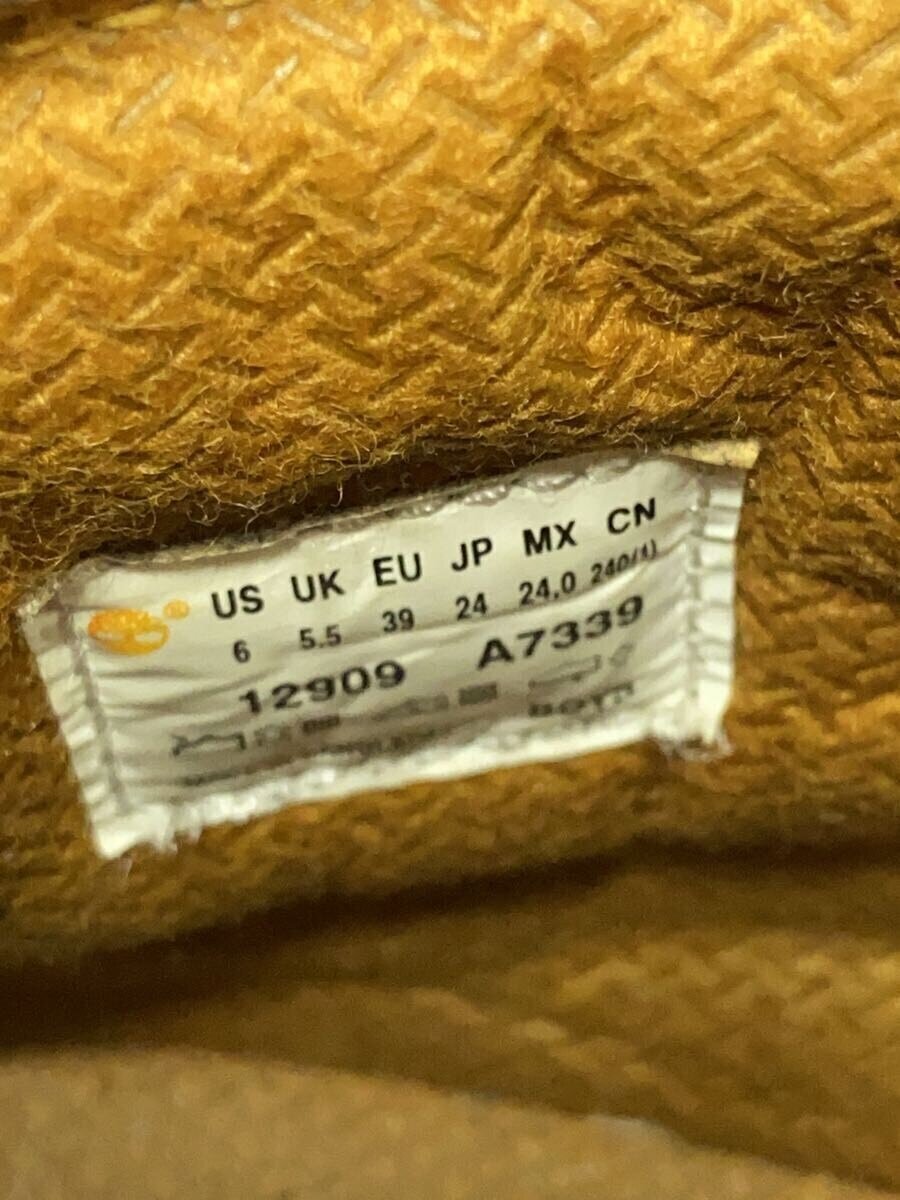 US UK EU JP MX CN
6 5.5 39 24 24,0 240(1)
12909 A7339